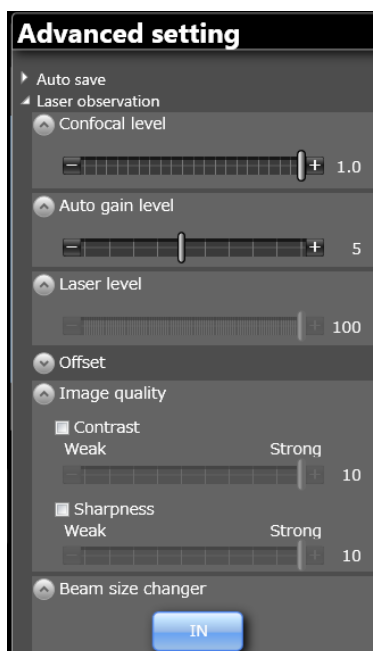 Advanced setting
Auto save
Laser observation
Confocal level
1.0
Auto gain level
5
Laser level
100
Offset
Image quality
Contrast
Weak Strong
10
Sharpness
Weak Strong
10
Beam size changer
IN